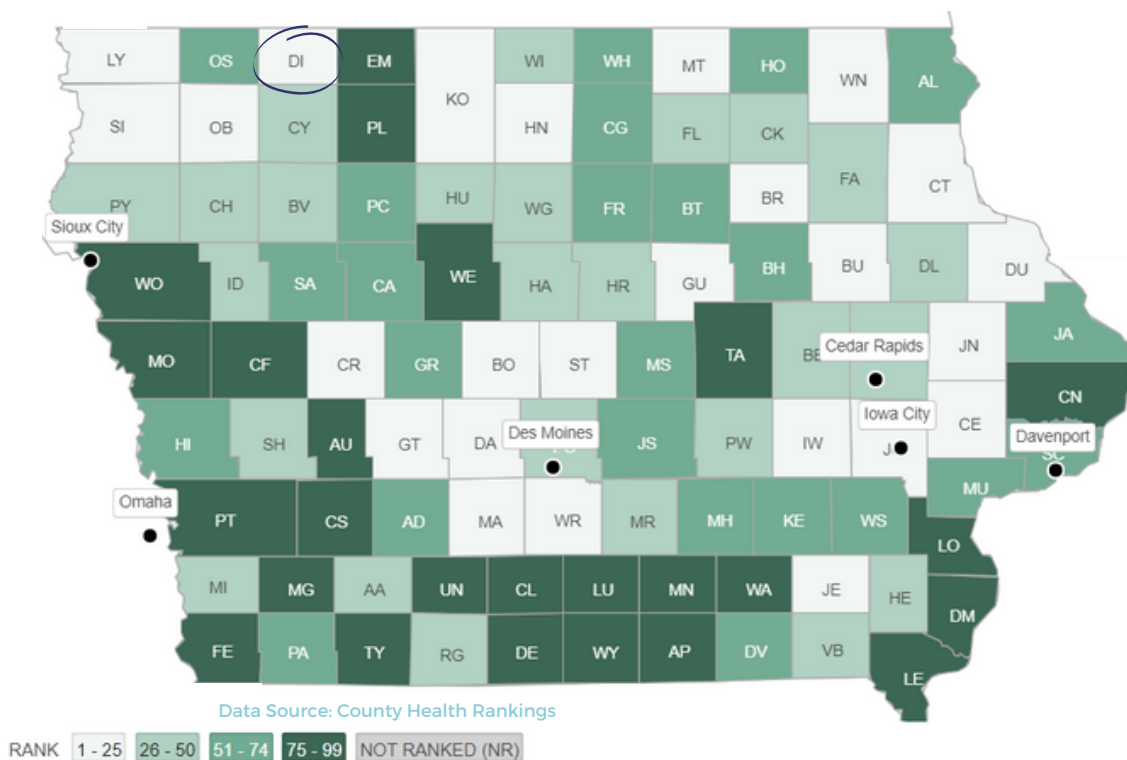 LY OS DI EM KO WI WH MT HO WN AL
SI OB CY PL HN CG FL CK FA CT
PY CH BV PC HU WG FR BT BR
Sioux City
WO ID SA CA WE HA HR GU BH BU DL DU
MO CF CR GR BO ST MS TA Cedar Rapids JN JA
CN
HI SH AU GT DA Des Moines JS PW IW Iowa City CE Davenport
Omaha
PT CS AD MA WR MR MH KE WS MU
LO
MI MG AA UN CL LU MN WA JE HE DM
FE PA TY RG DE WY AP DV VB LE
Data Source: County Health Rankings
RANK 1 - 25 26 - 50 51 - 74 75 - 99 NOT RANKED (NR)